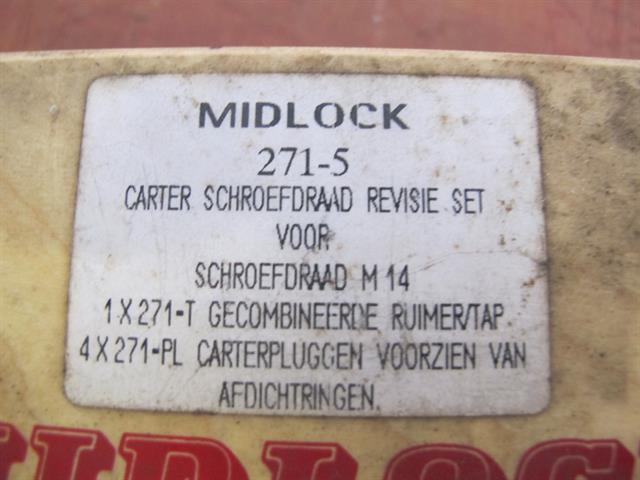 MIDLOCK
271-5
CARTER SCHROEFDRAAD REVISIE SET
VOOR
SCHROEFDRAAD M 14
1 X 271-T GECOMBINEERDE RUIMER/TAP
4 X 271-PL CARTERPLUGGEN VOORZIEN VAN
AFDICHTRINGEN.
MIDLOCK